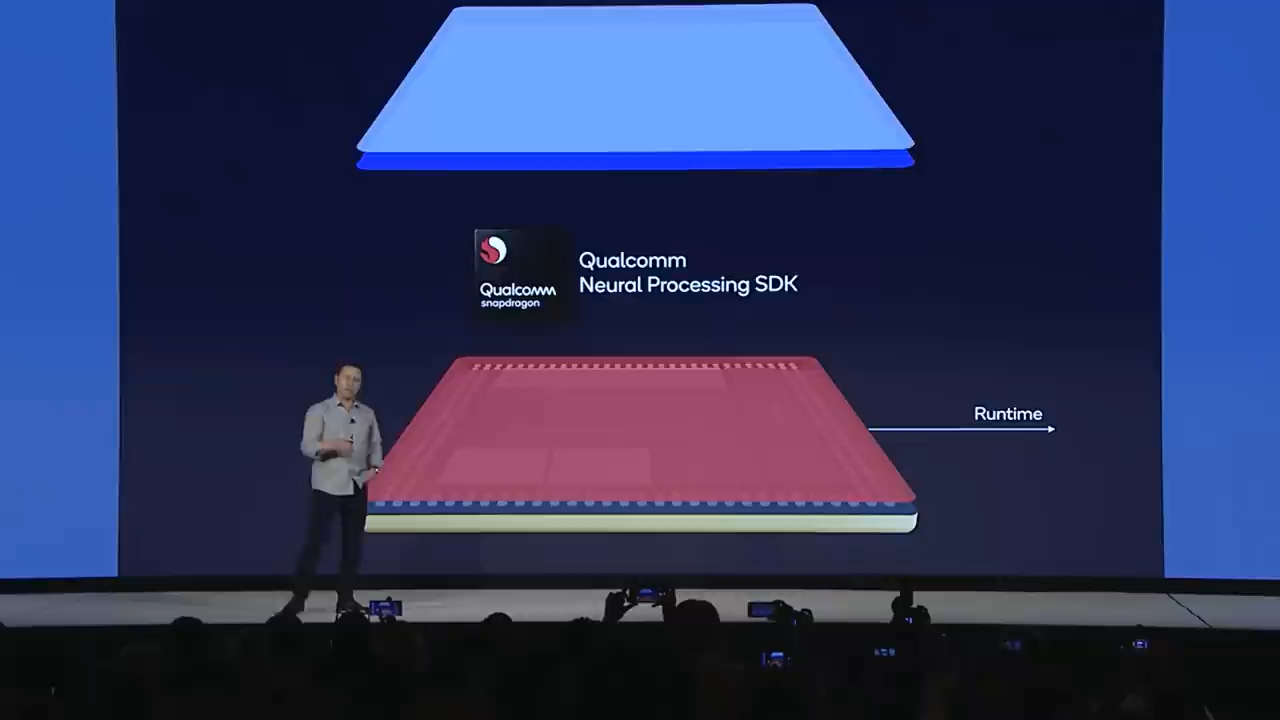 Qualcomm
snapdragon
Qualcomm
Neural Processing SDK
Runtime